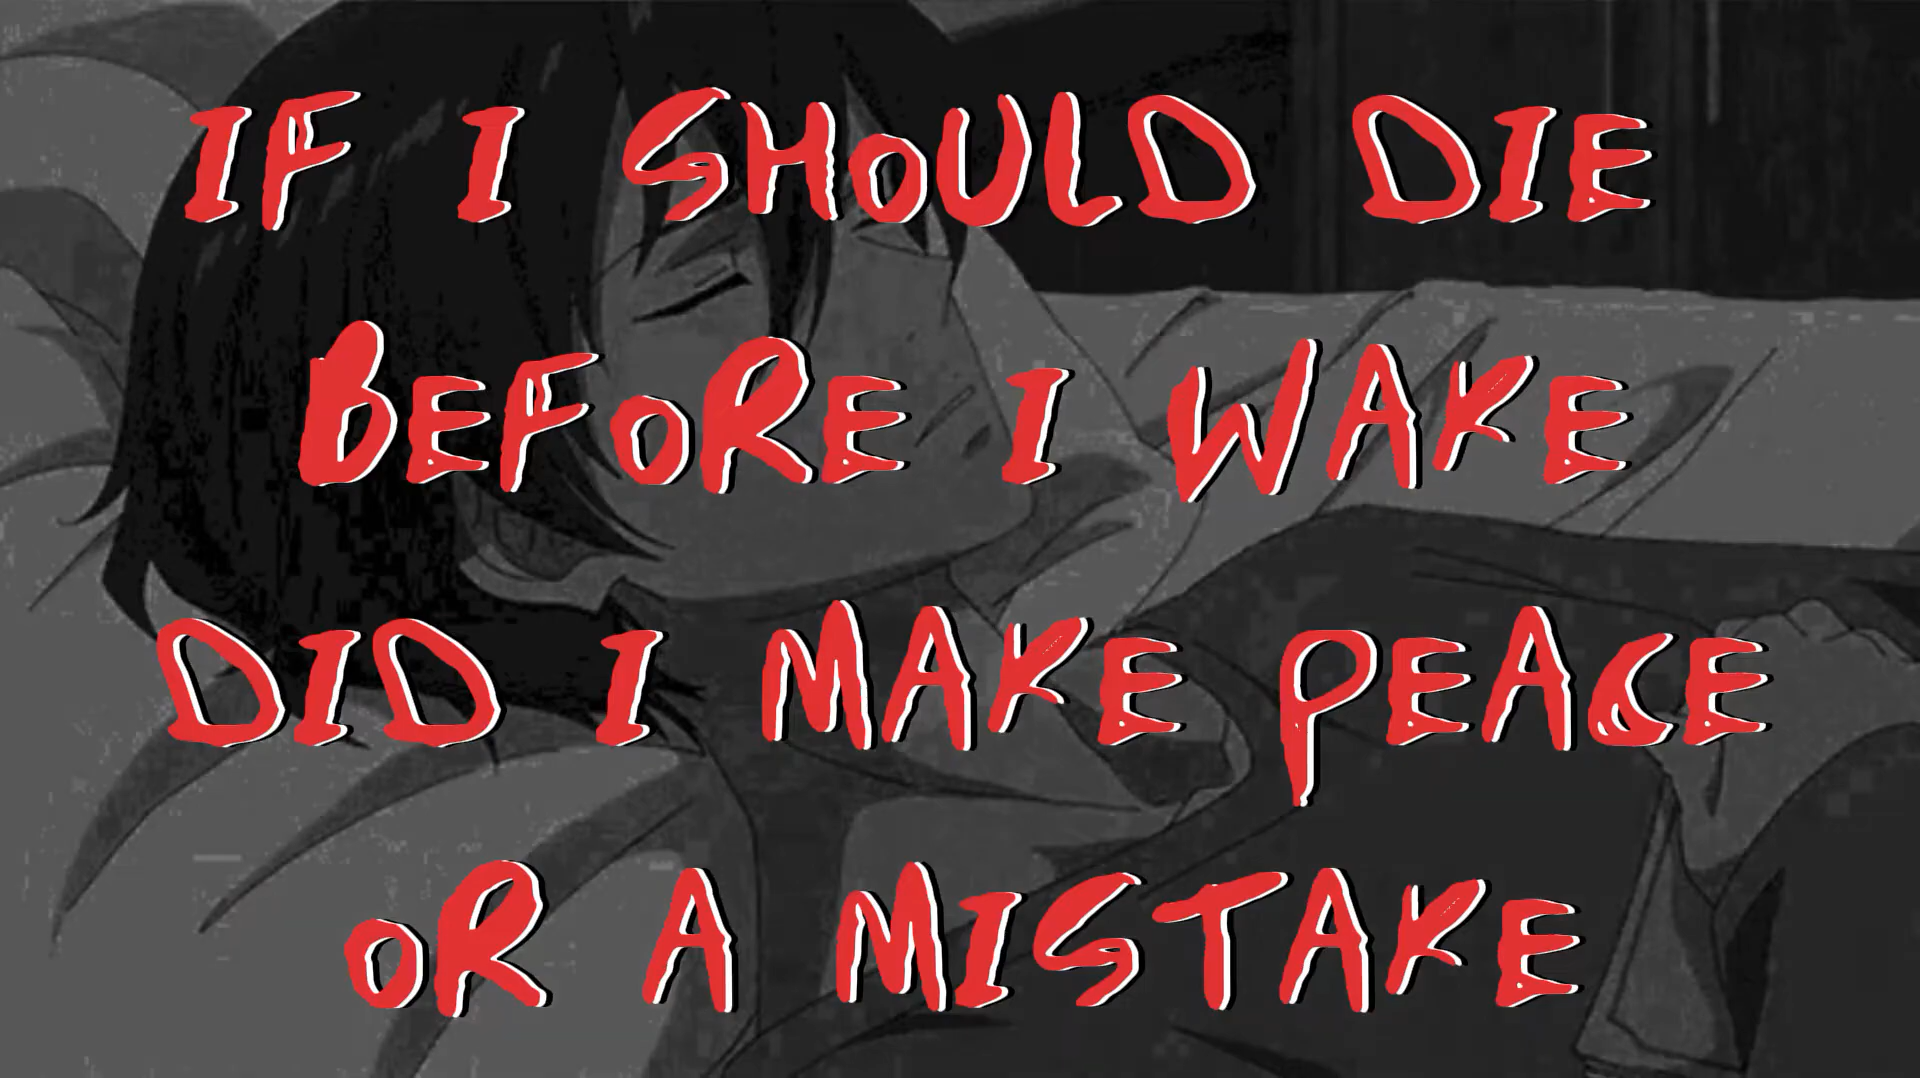 IF I SHOULD DIE
BEFORE I WAKE
DID I MAKE PEACE
OR A MISTAKE